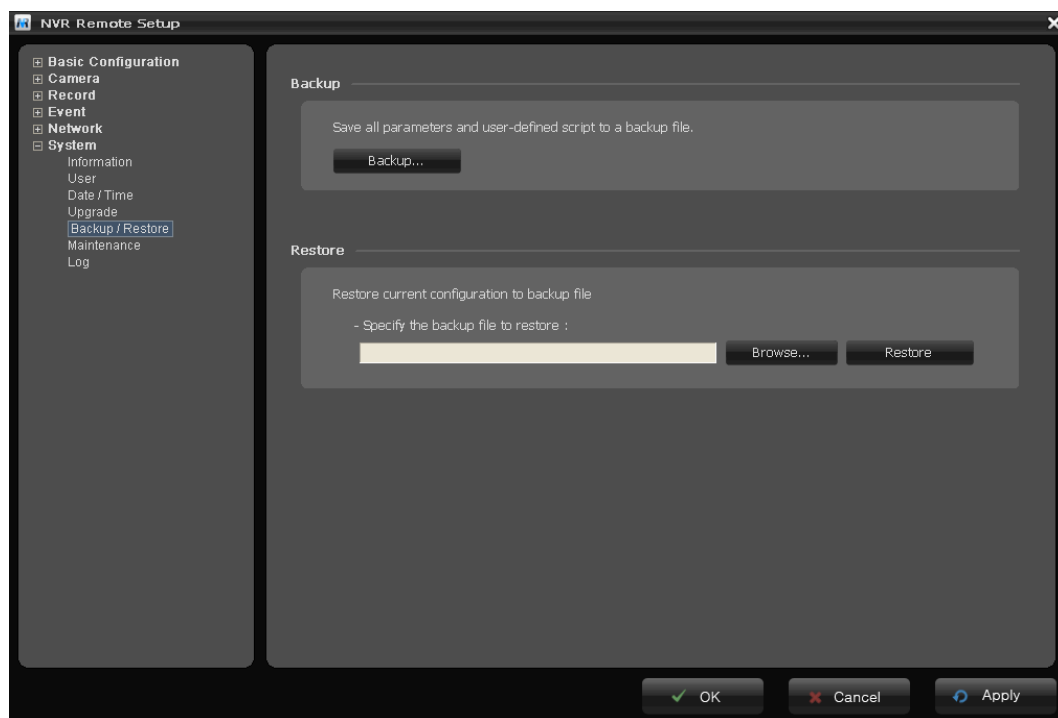 NVR Remote Setup
Basic Configuration
Camera
Record
Event
Network
System
Information
User
Date / Time
Upgrade
Backup / Restore
Maintenance
Log
Backup
Save all parameters and user-defined script to a backup file.
Backup...
Restore
Restore current configuration to backup file
- Specify the backup file to restore :
Browse... Restore
OK Cancel Apply